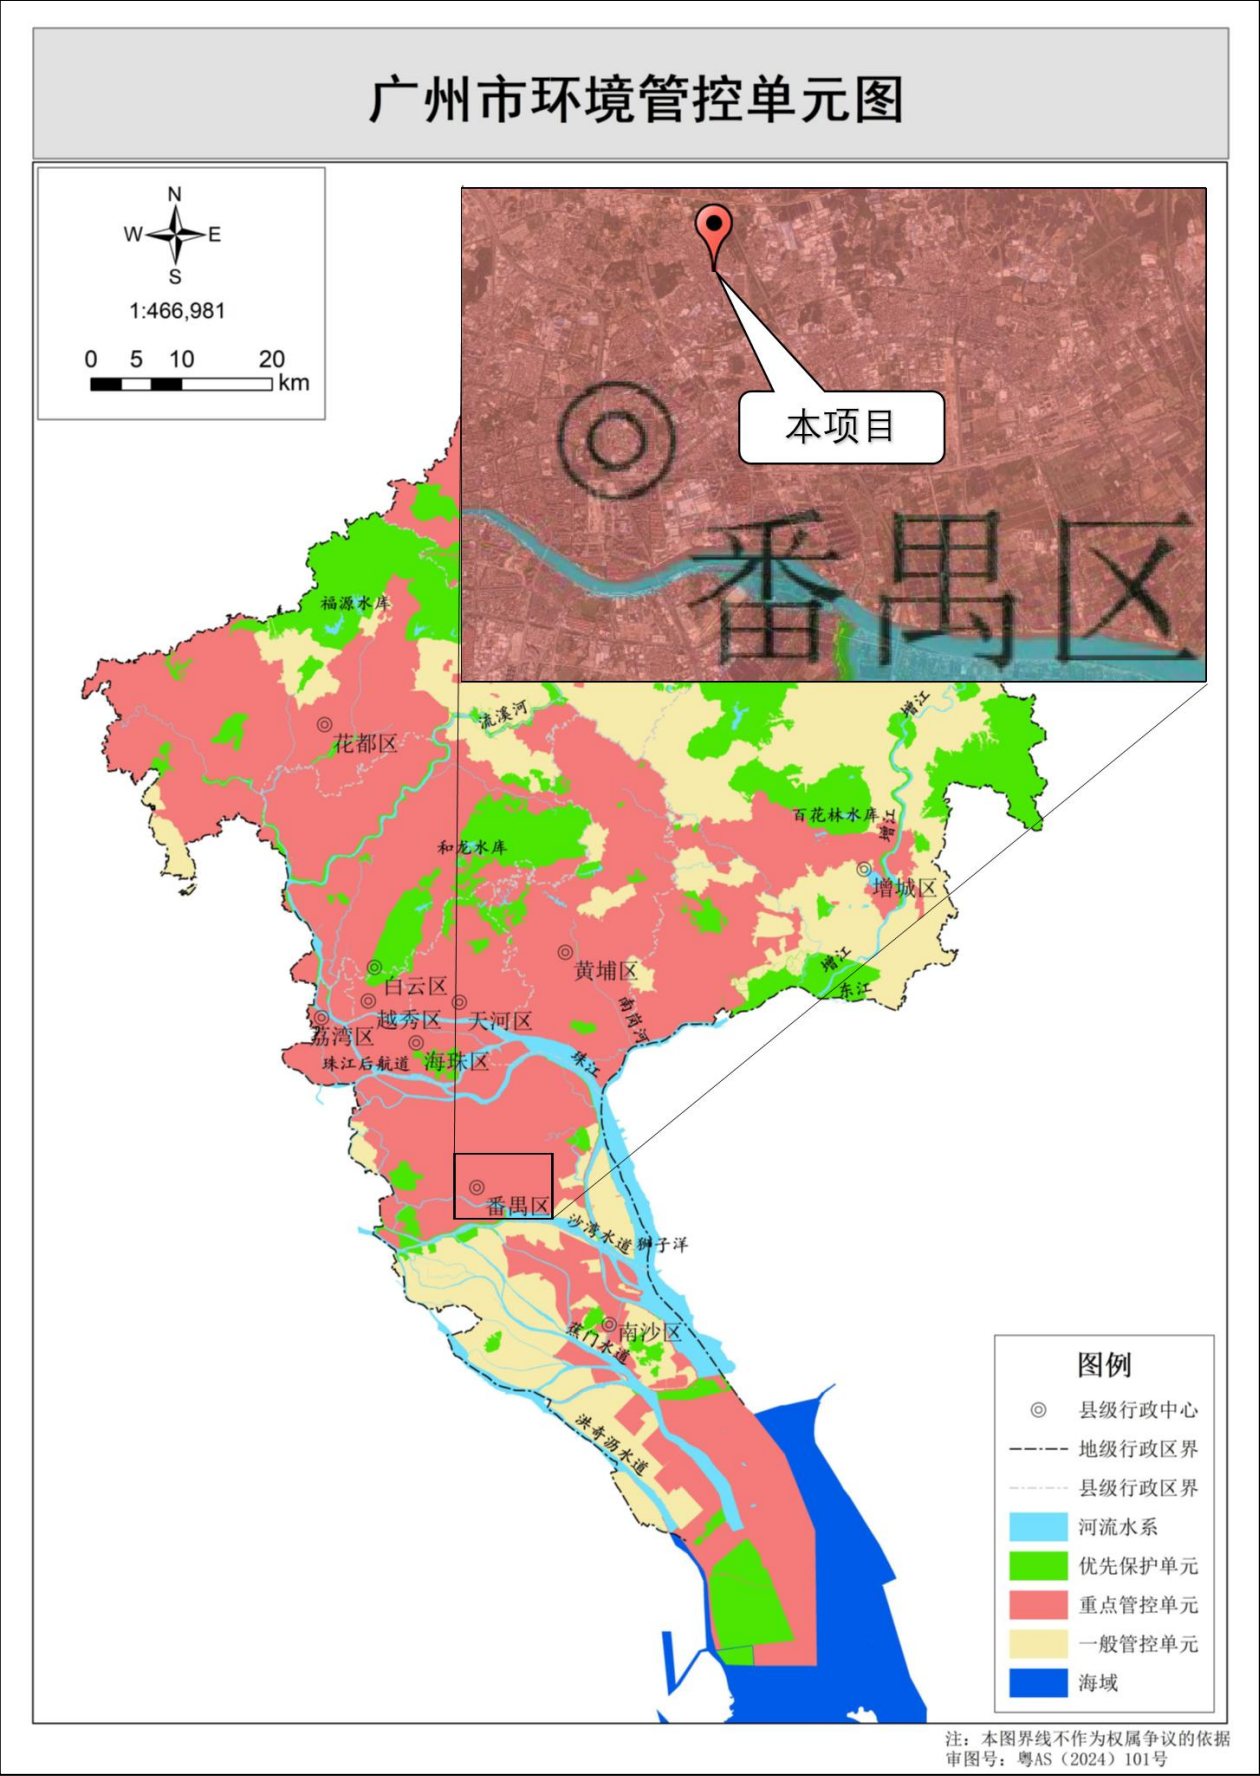 广州市环境管控单元图
N
W E
S
1:466,981
0 5 10 20
km
本项目
番禺区
福源水库
流溪河
增江
花都区
百花林水库
增江
和龙水库
增城区
黄埔区
增江
东江
白云区
南岗河
越秀区
天河区
荔湾区
海珠区
珠江后航道
珠江
番禺区
沙湾水道
狮子洋
南沙区
蕉门水道
洪奇沥水道
图例
县级行政中心
地级行政区界
县级行政区界
河流水系
优先保护单元
重点管控单元
一般管控单元
海域
注：本图界线不作为权属争议的依据
审图号：粤AS（2024）101号